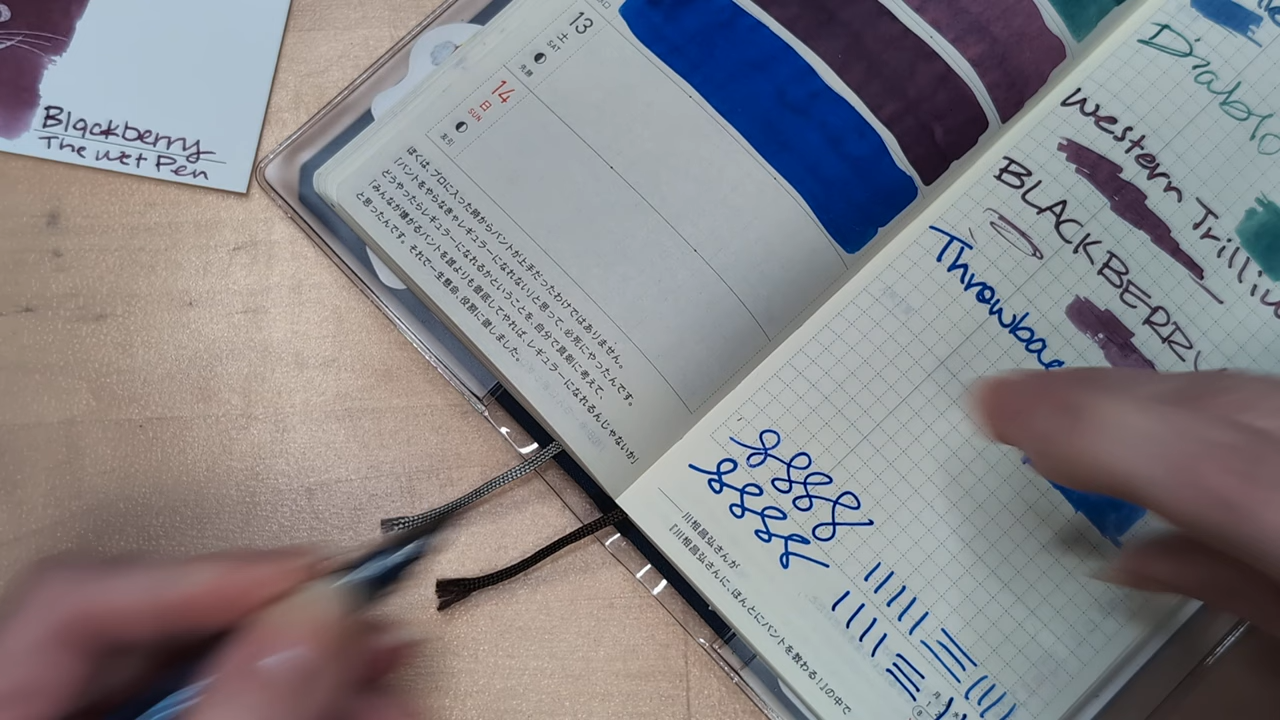 Blackberry
The Wet Pen
13
土
SAT
先勝
14
日
SUN
友引
ぼくは、プロに入った時からバントが上手だったわけではありません。
「バントをやらなきゃレギュラーになれない」と思って、必死にやったんです。
どうやったらレギュラーになれるかということを、自分で真剣に考えて、
「みんなが嫌がるバントを誰よりも徹底してやれば、レギュラーになれるんじゃないか」
と思ったんです。それで一生懸命、役割に徹しました。
Diablo
Western Trilliu
BLACKBERRY
Throwbac
川相昌弘さんが
『川相昌弘さんに、ほんとにバントを教わる！』の中で